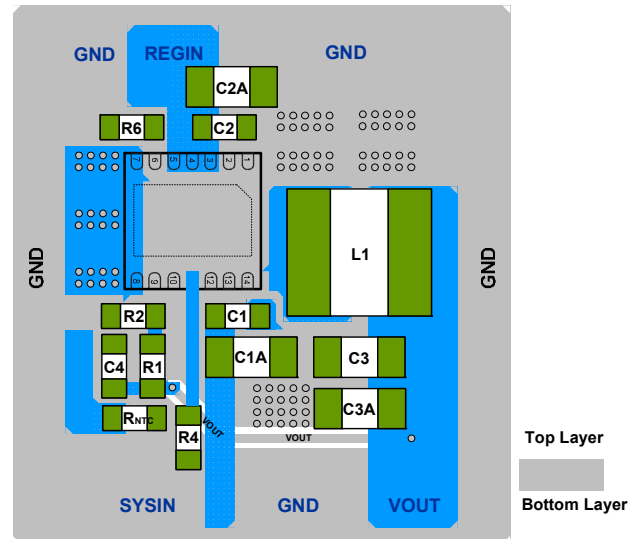 GND
REGIN
GND
C2A
R6
C2
7 6 5 4 3 2 1
GND
L1
GND
8 9 10 12 13 14
R2
C1
C4
R1
C1A
C3
RNTC
R4
VOUT
C3A
VOUT
Top Layer
SYSIN
GND
VOUT
Bottom Layer